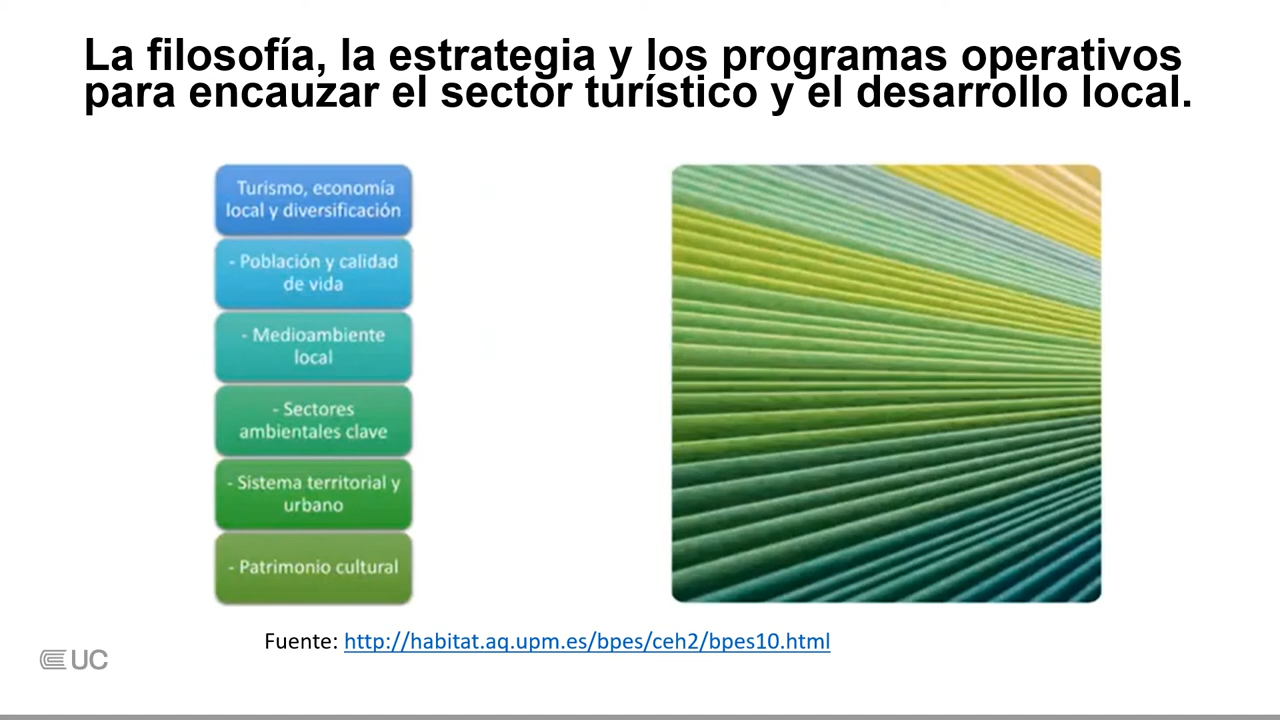 La filosofía, la estrategia y los programas operativos
para encauzar el sector turístico y el desarrollo local.
Turismo, economía
local y diversificación
- Población y calidad
de vida
- Medioambiente
local
- Sectores
ambientales clave
- Sistema territorial y
urbano
- Patrimonio cultural
Fuente: http://habitat.aq.upm.es/bpes/ceh2/bpes10.html
UC